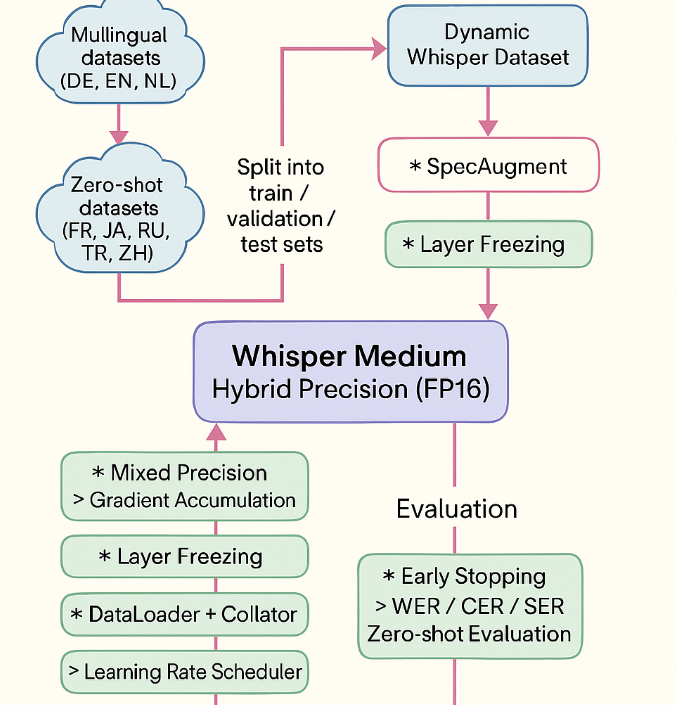 Mullingual
datasets
(DE, EN, NL)
Zero-shot
datasets
(FR, JA, RU,
TR, ZH)
Split into
train /
validation /
test sets
Dynamic
Whisper Dataset
* SpecAugment
* Layer Freezing
Whisper Medium
Hybrid Precision (FP16)
* Mixed Precision
> Gradient Accumulation
* Layer Freezing
* DataLoader + Collator
> Learning Rate Scheduler
Evaluation
* Early Stopping
> WER / CER / SER
Zero-shot Evaluation